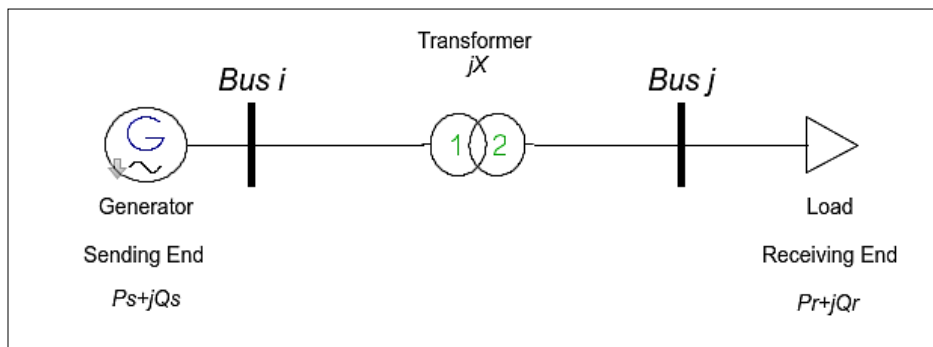 Transformer
jX
Bus i
Bus j
G
1 2
Generator
Load
Sending End
Receiving End
Ps+jQs
Pr+jQr